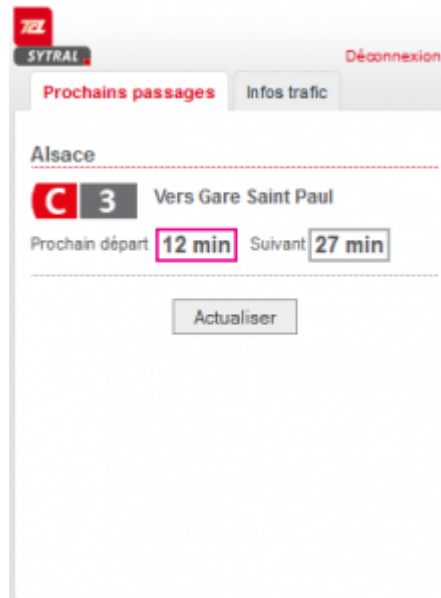 TCL
SYTRAL
Déconnexion
Prochains passages Infos trafic
Alsace
C 3 Vers Gare Saint Paul
Prochain départ 12 min Suivant 27 min
Actualiser